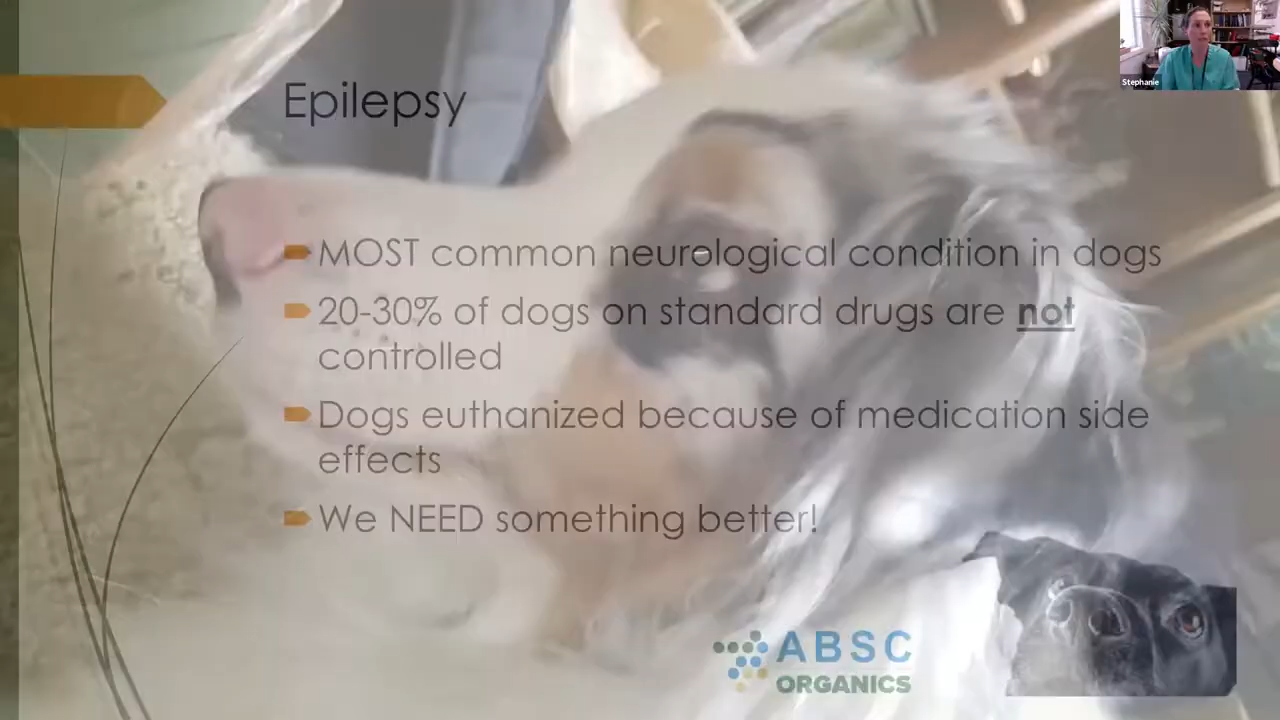 Stephanie
Epilepsy
MOST common neurological condition in dogs
20-30% of dogs on standard drugs are not
controlled
Dogs euthanized because of medication side
effects
We NEED something better!
ABSC
ORGANICS